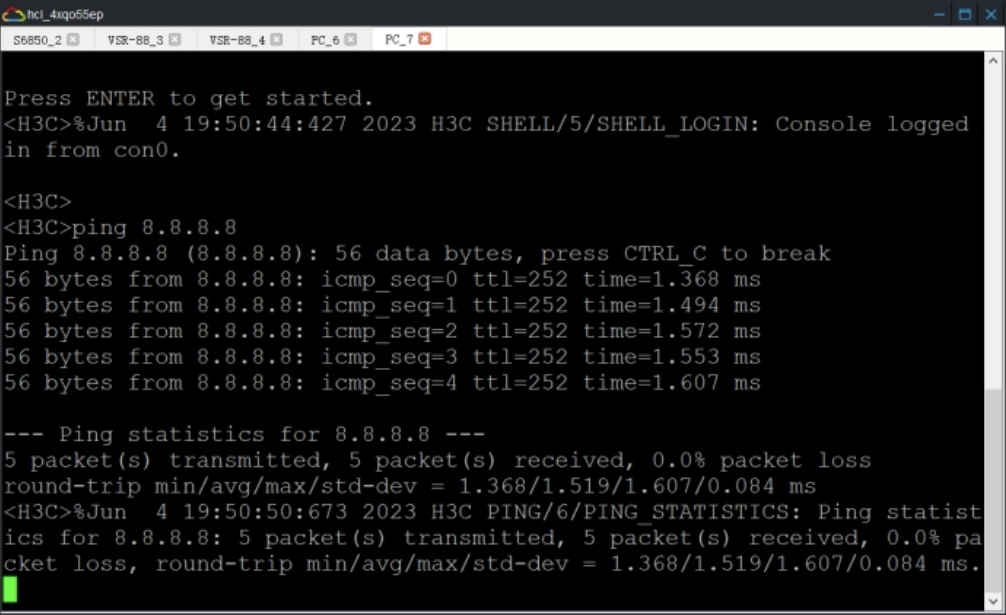 hcl_4xqo55ep
S6850_2 VSR-88_3 VSR-88_4 PC_6 PC_7
Press ENTER to get started.
<H3C>%Jun  4 19:50:44:427 2023 H3C SHELL/5/SHELL_LOGIN: Console logged
in from con0.
<H3C>
<H3C>ping 8.8.8.8
Ping 8.8.8.8 (8.8.8.8): 56 data bytes, press CTRL_C to break
56 bytes from 8.8.8.8: icmp_seq=0 ttl=252 time=1.368 ms
56 bytes from 8.8.8.8: icmp_seq=1 ttl=252 time=1.494 ms
56 bytes from 8.8.8.8: icmp_seq=2 ttl=252 time=1.572 ms
56 bytes from 8.8.8.8: icmp_seq=3 ttl=252 time=1.553 ms
56 bytes from 8.8.8.8: icmp_seq=4 ttl=252 time=1.607 ms
--- Ping statistics for 8.8.8.8 ---
5 packet(s) transmitted, 5 packet(s) received, 0.0% packet loss
round-trip min/avg/max/std-dev = 1.368/1.519/1.607/0.084 ms
<H3C>%Jun  4 19:50:50:673 2023 H3C PING/6/PING_STATISTICS: Ping statist
ics for 8.8.8.8: 5 packet(s) transmitted, 5 packet(s) received, 0.0% pa
cket loss, round-trip min/avg/max/std-dev = 1.368/1.519/1.607/0.084 ms.